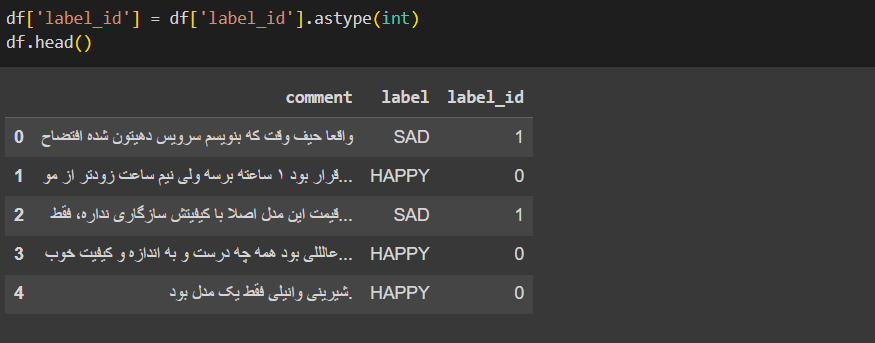 df['label_id'] = df['label_id'].astype(int)
df.head()
comment label label_id
0 واقعا حیف وقت که بنویسم سرویس دهیتون شده افتضاح SAD 1
1 قرار بود ۱ ساعته برسه ولی نیم ساعت زودتر از مو... HAPPY 0
2 قیمت این مدل اصلا با کیفیتش سازگاری نداره، فقط... SAD 1
3 عالللی بود همه چه درست و به اندازه و کیفیت خوب... HAPPY 0
4 شیرینی وانیلی فقط یک مدل بود. HAPPY 0